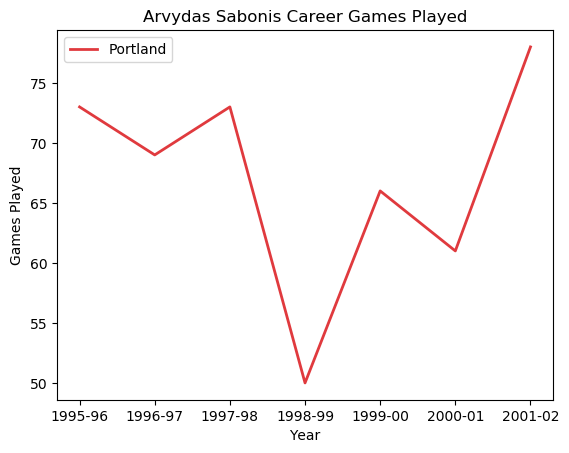 Arvydas Sabonis Career Games Played
Portland
75
70
65
60
55
50
Games Played
1995-96 1996-97 1997-98 1998-99 1999-00 2000-01 2001-02
Year